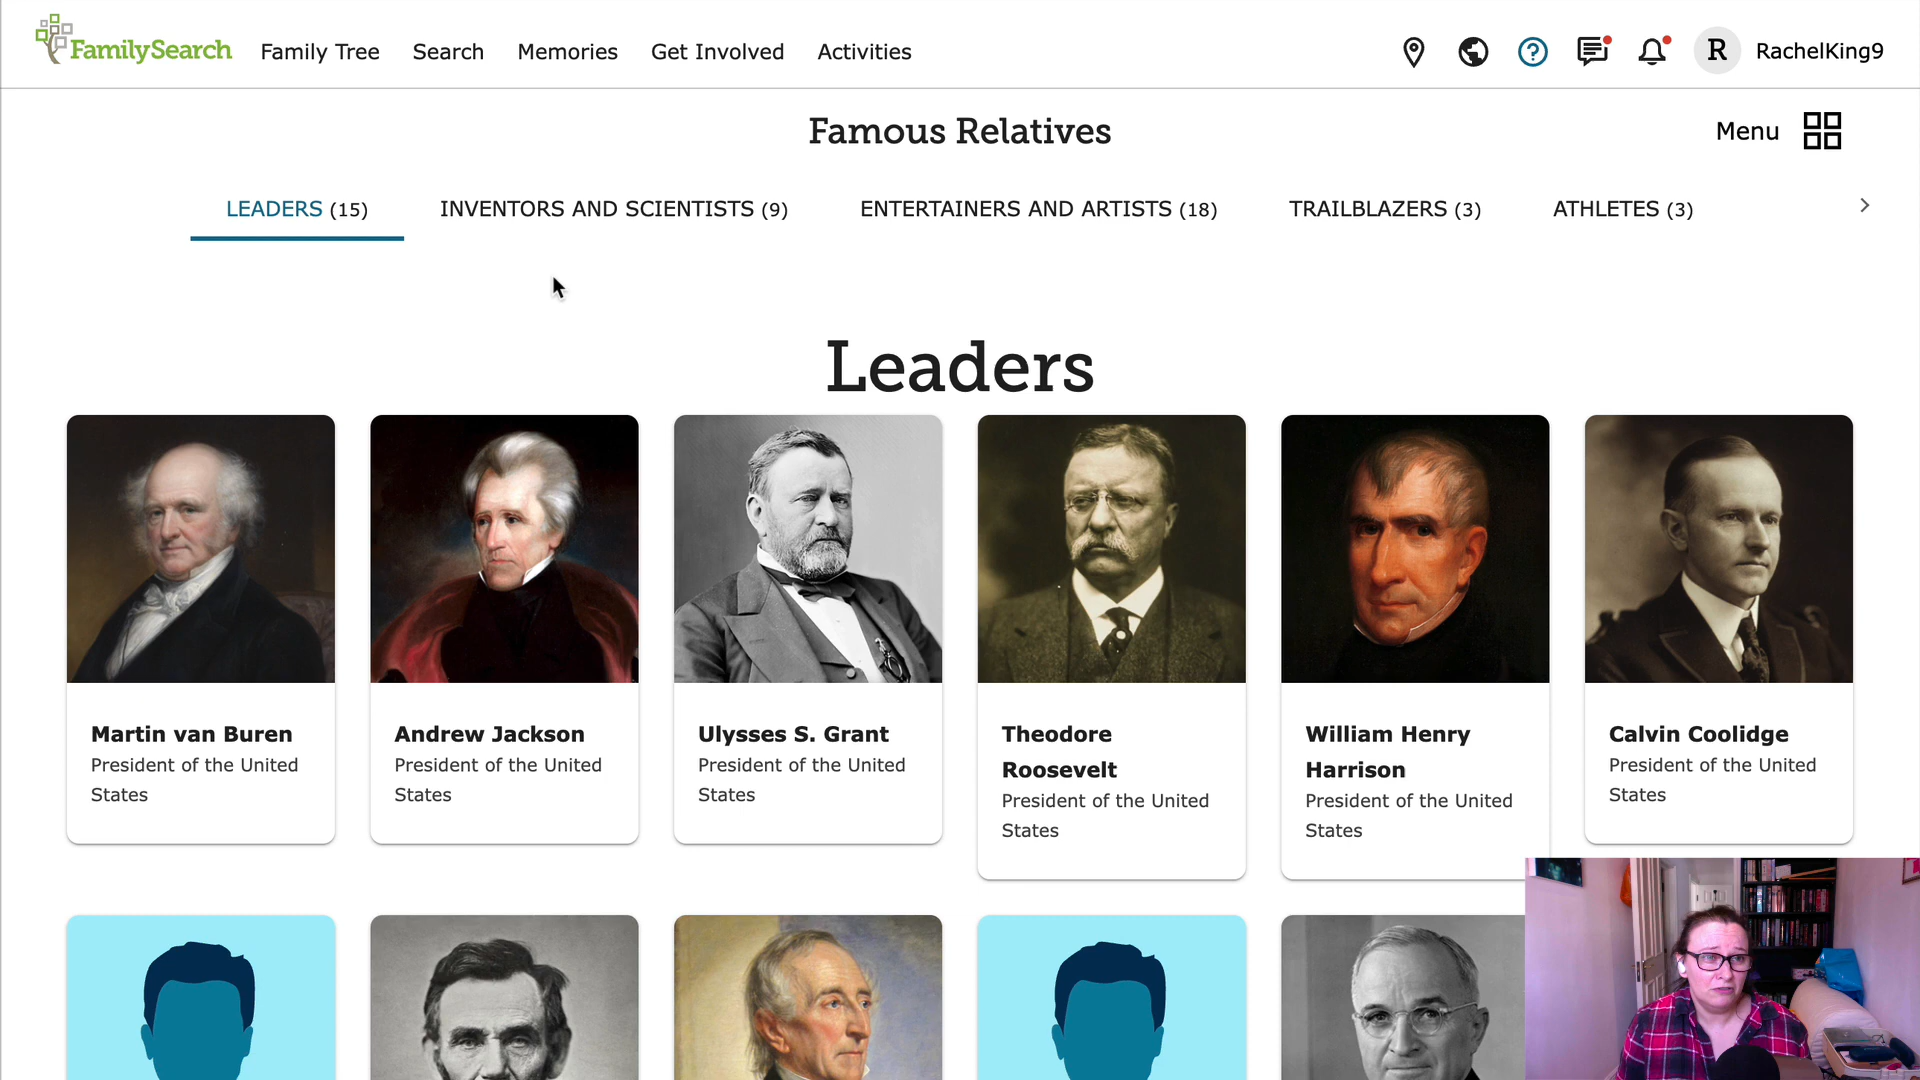 FamilySearch Family Tree Search Memories Get Involved Activities R RachelKing9
Famous Relatives Menu
LEADERS (15) INVENTORS AND SCIENTISTS (9) ENTERTAINERS AND ARTISTS (18) TRAILBLAZERS (3) ATHLETES (3)
Leaders
Martin van Buren
President of the United
States
Andrew Jackson
President of the United
States
Ulysses S. Grant
President of the United
States
Theodore
Roosevelt
President of the United
States
William Henry
Harrison
President of the United
States
Calvin Coolidge
President of the United
States